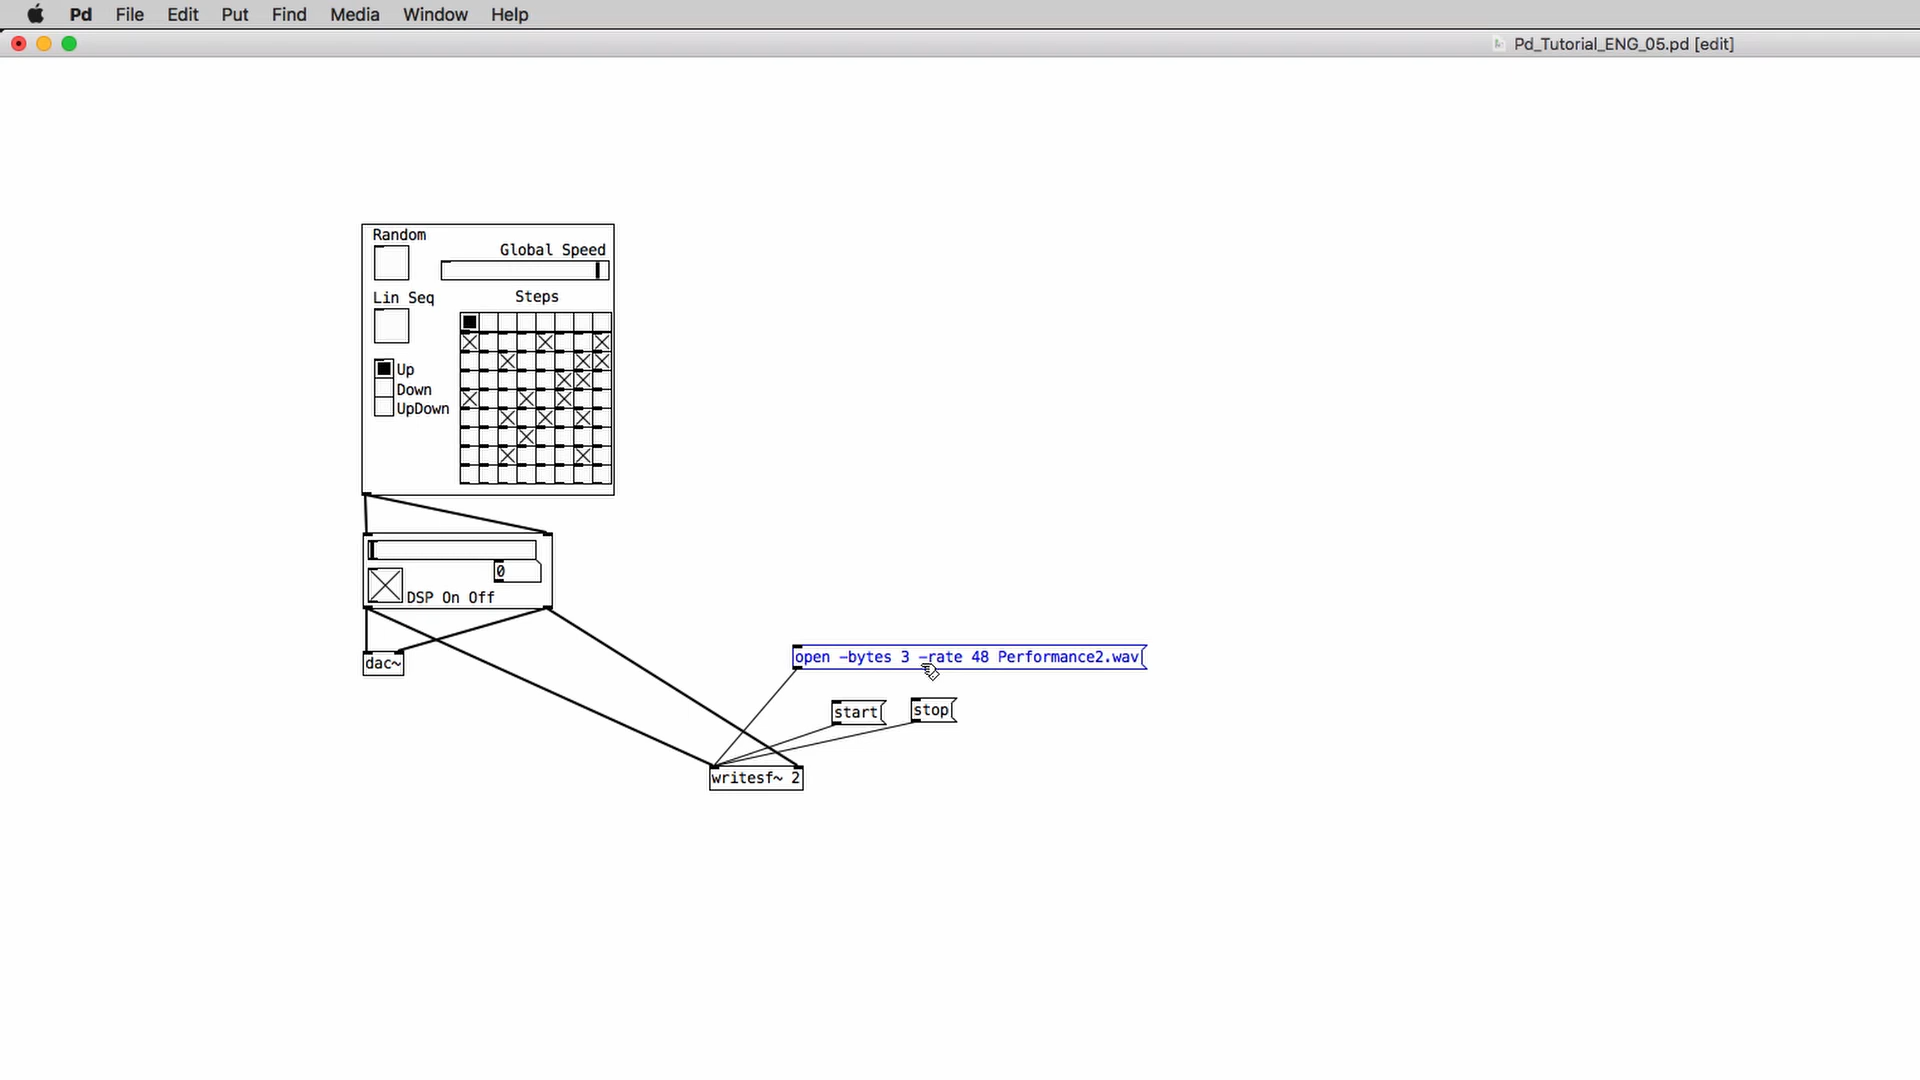 Pd File Edit Put Find Media Window Help
Pd_Tutorial_ENG_05.pd [edit]
Random
Global Speed
Lin Seq
Steps
Up
Down
UpDown
0
DSP On Off
dac~
open -bytes 3 -rate 48 Performance2.wav
start
stop
writesf~ 2